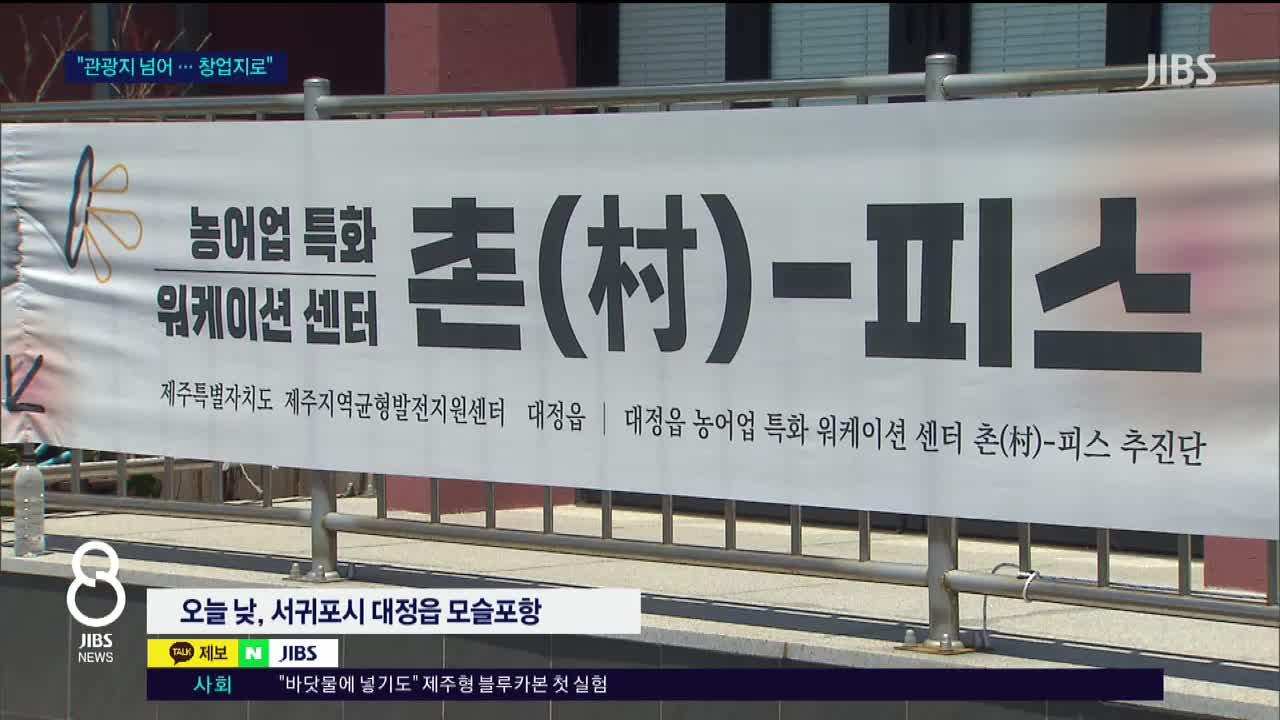 "관광지 넘어 … 창업지로"
JIBS
농어업 특화
워케이션 센터
촌(村)-피스
제주특별자치도 제주지역균형발전지원센터 대정읍 | 대정읍 농어업 특화 워케이션 센터 촌(村)-피스 추진단
8
JIBS
NEWS
오늘 낮, 서귀포시 대정읍 모슬포항
TALK 제보 N JIBS
사회 "바닷물에 넣기도" 제주형 블루카본 첫 실험